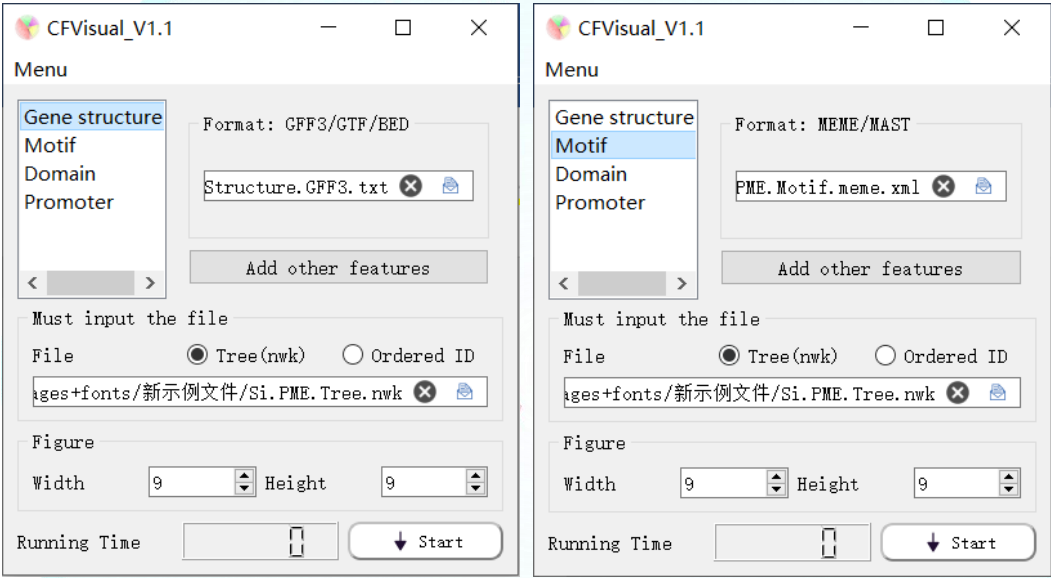 CFVisual_V1.1
Menu
Gene structure
Motif
Domain
Promoter
Format: GFF3/GTF/BED
Structure.GFF3.txt
Add other features
Must input the file
File Tree(nwk) Ordered ID
ages+fonts/新示例文件/Si.PME.Tree.nwk
Figure
Width 9 Height 9
Running Time 0 Start
CFVisual_V1.1
Menu
Gene structure
Motif
Domain
Promoter
Format: MEME/MAST
PME.Motif.meme.xml
Add other features
Must input the file
File Tree(nwk) Ordered ID
ages+fonts/新示例文件/Si.PME.Tree.nwk
Figure
Width 9 Height 9
Running Time 0 Start